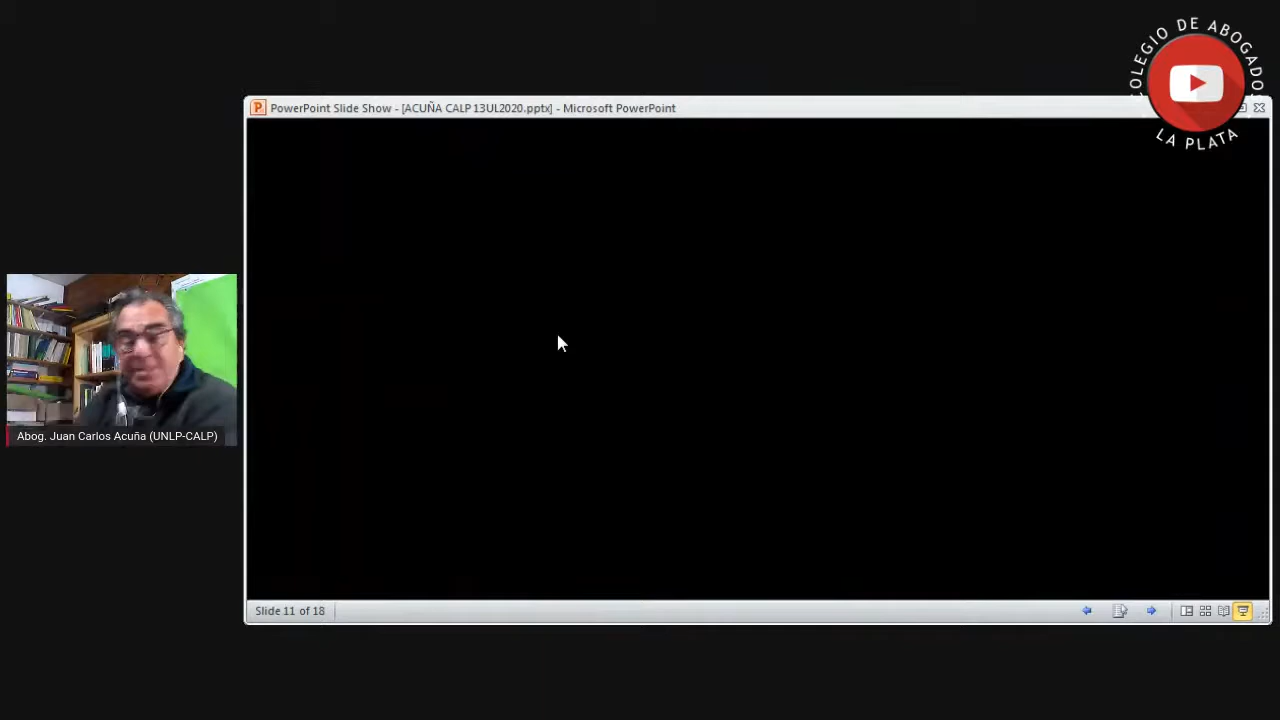 COLEGIO DE ABOGADOS
LA PLATA
PowerPoint Slide Show - [ACUÑA CALP 13UL2020.pptx] - Microsoft PowerPoint
Abog. Juan Carlos Acuña (UNLP-CALP)
Slide 11 of 18